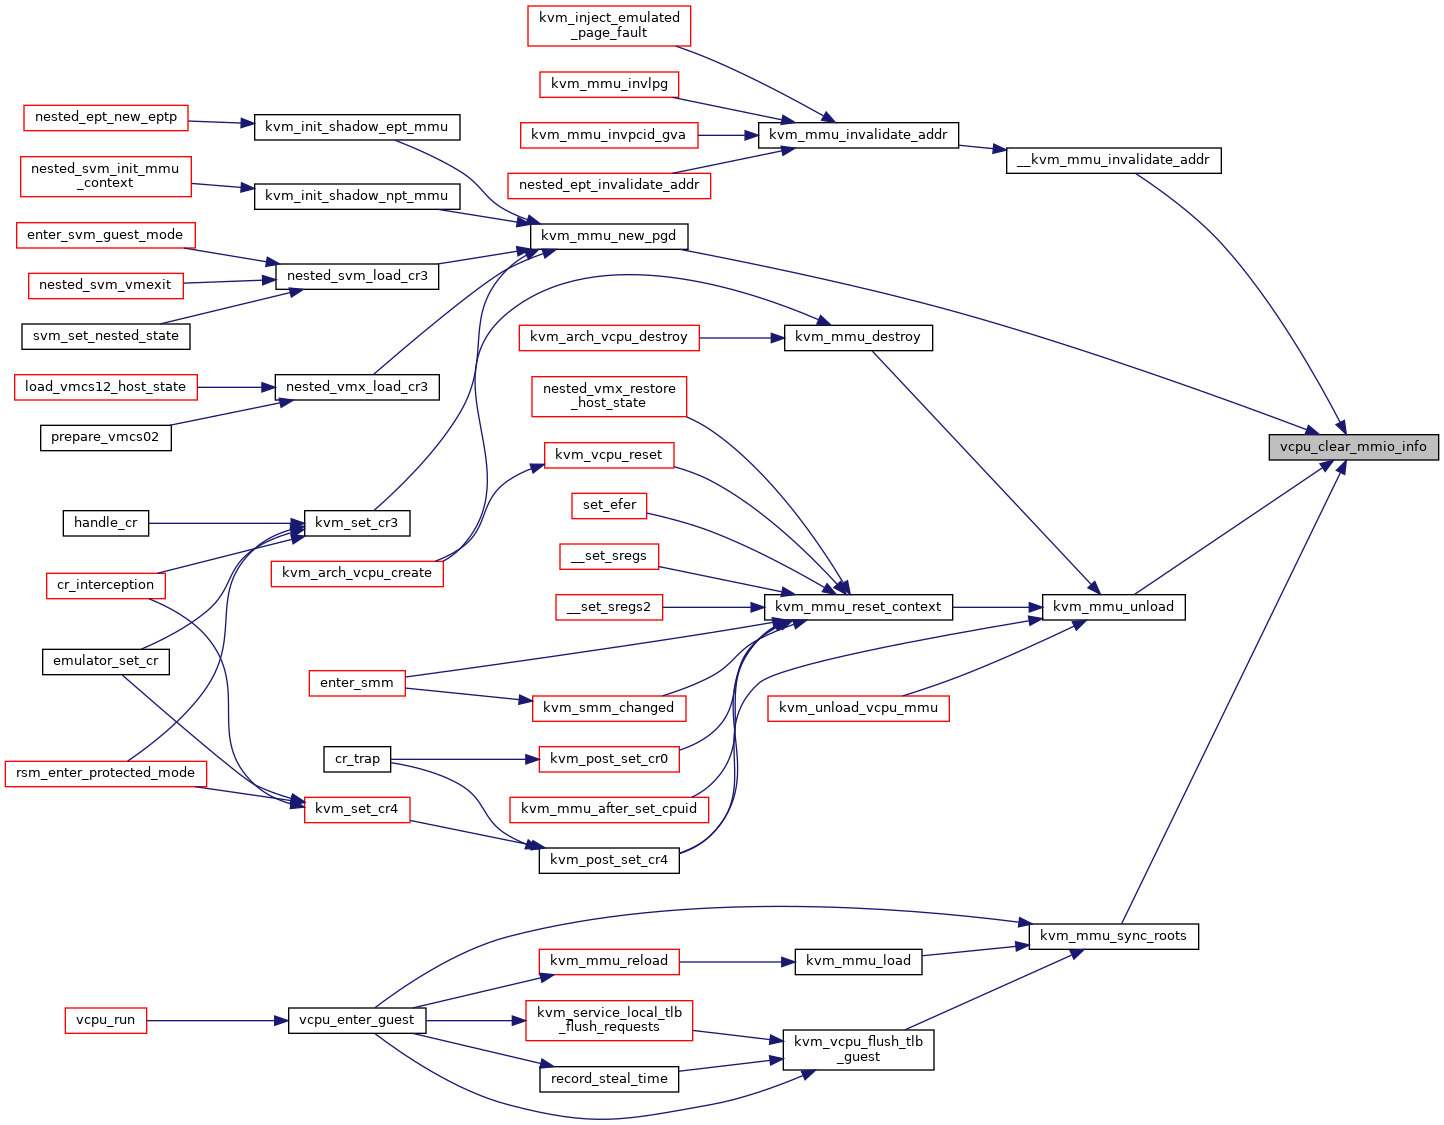 kvm_inject_emulated
_page_fault
kvm_mmu_invlpg
nested_ept_new_eptp
kvm_init_shadow_ept_mmu
kvm_mmu_invpcid_gva
kvm_mmu_invalidate_addr
__kvm_mmu_invalidate_addr
nested_svm_init_mmu
_context
kvm_init_shadow_npt_mmu
nested_ept_invalidate_addr
enter_svm_guest_mode
kvm_mmu_new_pgd
nested_svm_load_cr3
nested_svm_vmexit
svm_set_nested_state
kvm_arch_vcpu_destroy
kvm_mmu_destroy
load_vmcs12_host_state
nested_vmx_load_cr3
nested_vmx_restore
_host_state
prepare_vmcs02
kvm_vcpu_reset
vcpu_clear_mmio_info
set_efer
handle_cr
kvm_set_cr3
__set_sregs
cr_interception
kvm_arch_vcpu_create
__set_sregs2
kvm_mmu_reset_context
kvm_mmu_unload
emulator_set_cr
enter_smm
kvm_smm_changed
kvm_unload_vcpu_mmu
cr_trap
kvm_post_set_cr0
rsm_enter_protected_mode
kvm_set_cr4
kvm_mmu_after_set_cpuid
kvm_post_set_cr4
kvm_mmu_sync_roots
kvm_mmu_reload
kvm_mmu_load
vcpu_run
vcpu_enter_guest
kvm_service_local_tlb
_flush_requests
kvm_vcpu_flush_tlb
_guest
record_steal_time